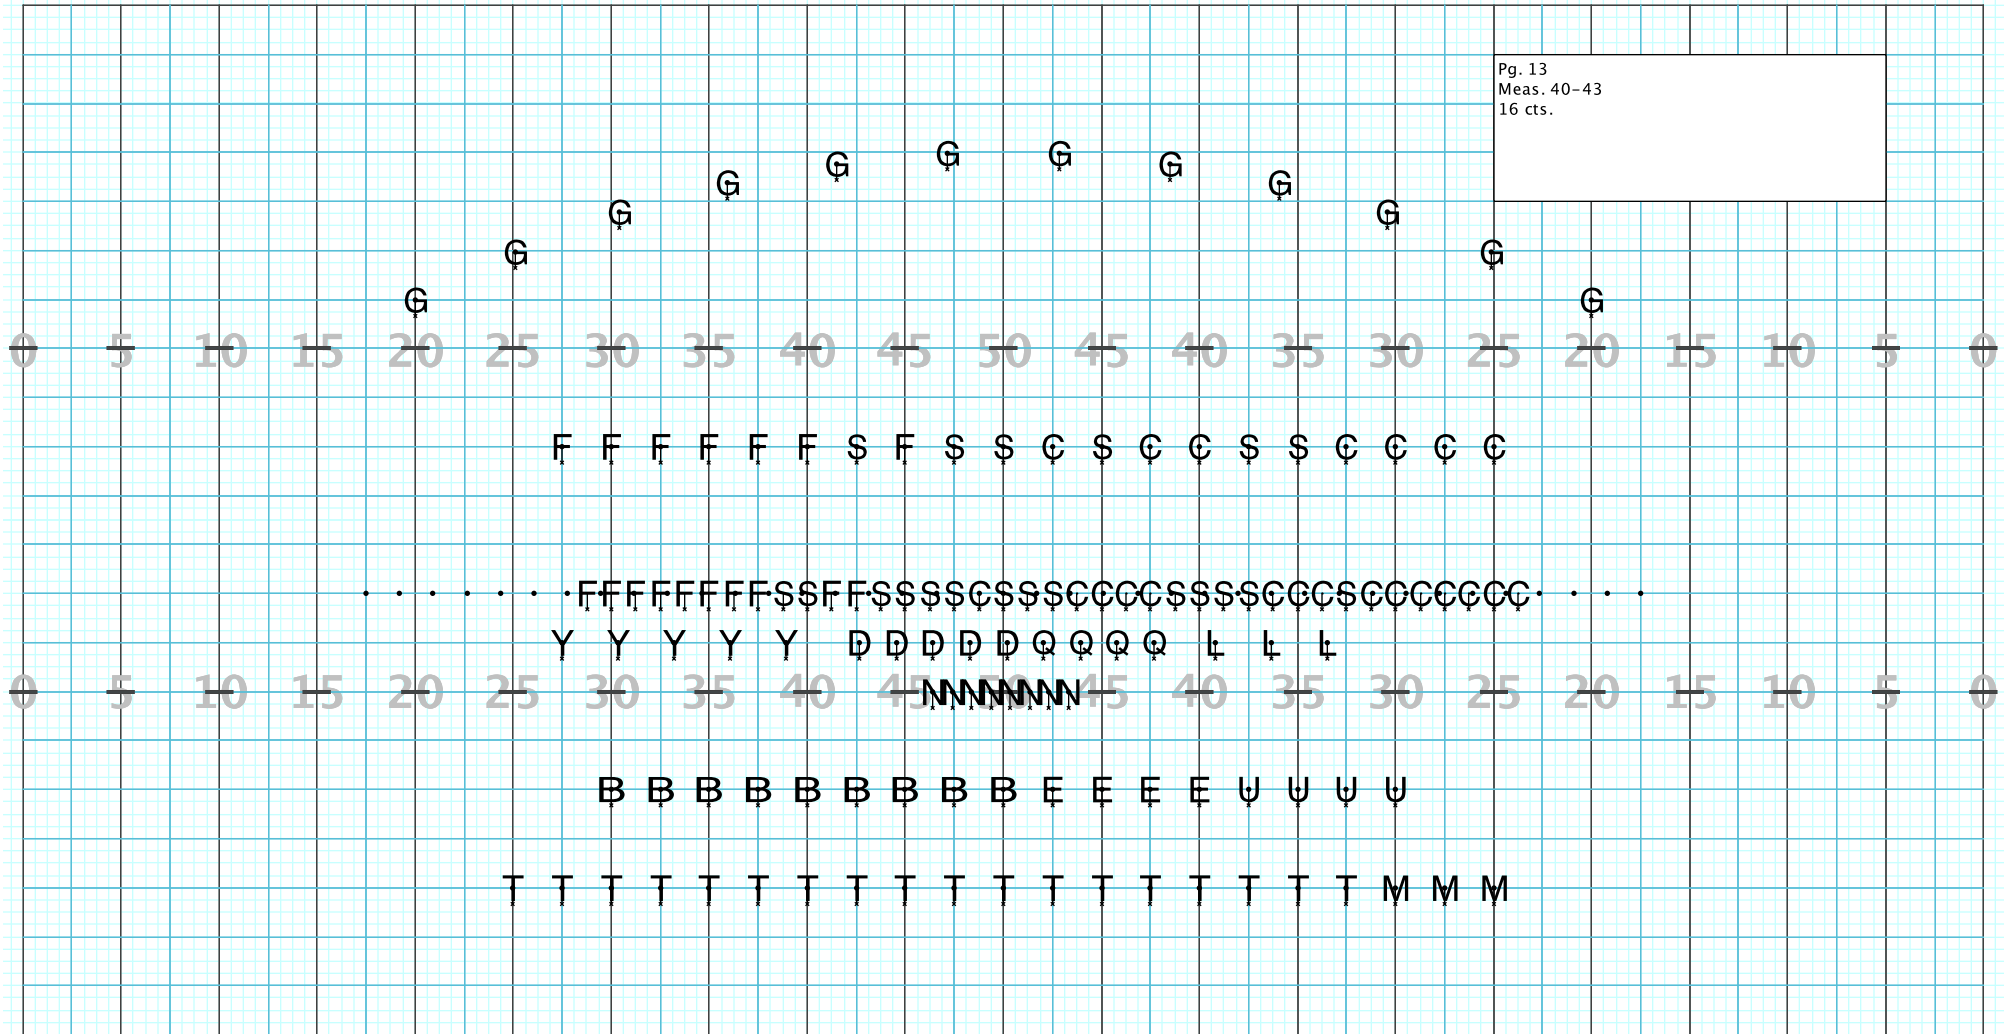 Pg. 13
Meas. 40-43
16 cts.
G G
G G
G G
G G
G G
G G
0 5 10 15 20 25 30 35 40 45 50 45 40 35 30 25 20 15 10 5 0
F F F F F F S F S S C S C C S S C C C C
F F F F F F F F S S F F S S S S C S S S C C C C S S S S C C C S C C C C C C C
Y Y Y Y Y D D D D D Q Q Q Q L L L
N N N N N N N N
0 5 10 15 20 25 30 35 40 45 50 45 40 35 30 25 20 15 10 5 0
B B B B B B B B B E E E E U U U U
T T T T T T T T T T T T T T T T T T M M M